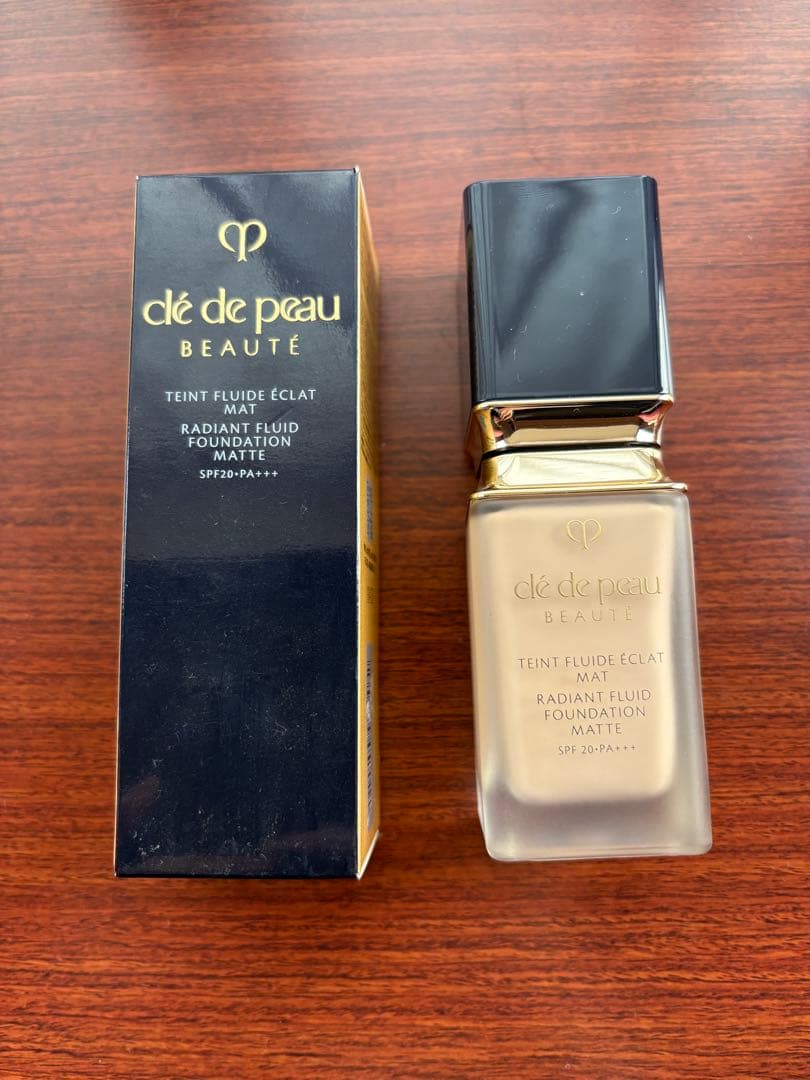 clé de peau
BEAUTÉ
TEINT FLUIDE ÉCLAT
MAT
RADIANT FLUID
FOUNDATION
MATTE
SPF20•PA+++
clé de peau
BEAUTÉ
TEINT FLUIDE ÉCLAT
MAT
RADIANT FLUID
FOUNDATION
MATTE
SPF 20•PA+++